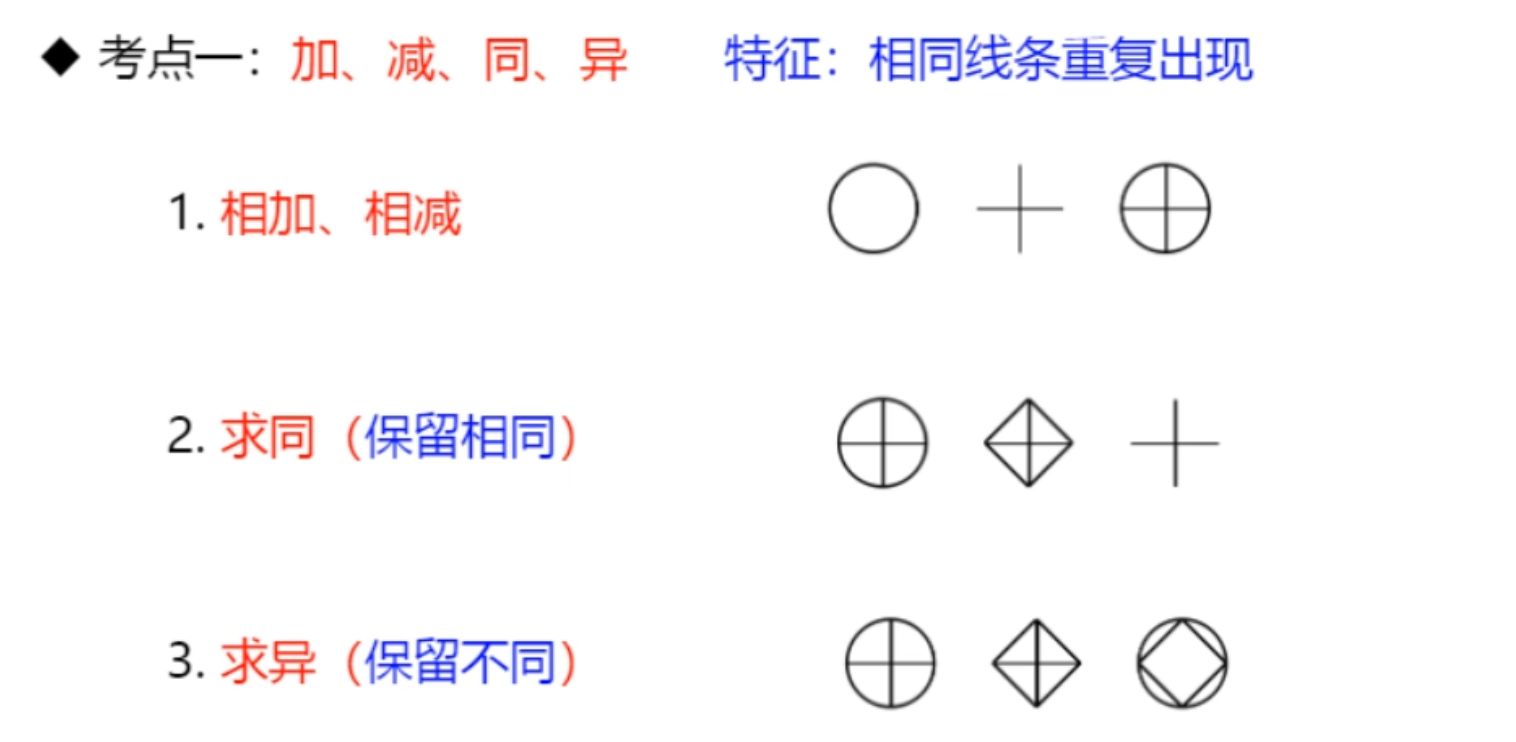 ◆ 考点一：加、减、同、异 特征：相同线条重复出现
1. 相加、相减
2. 求同（保留相同）
3. 求异（保留不同）